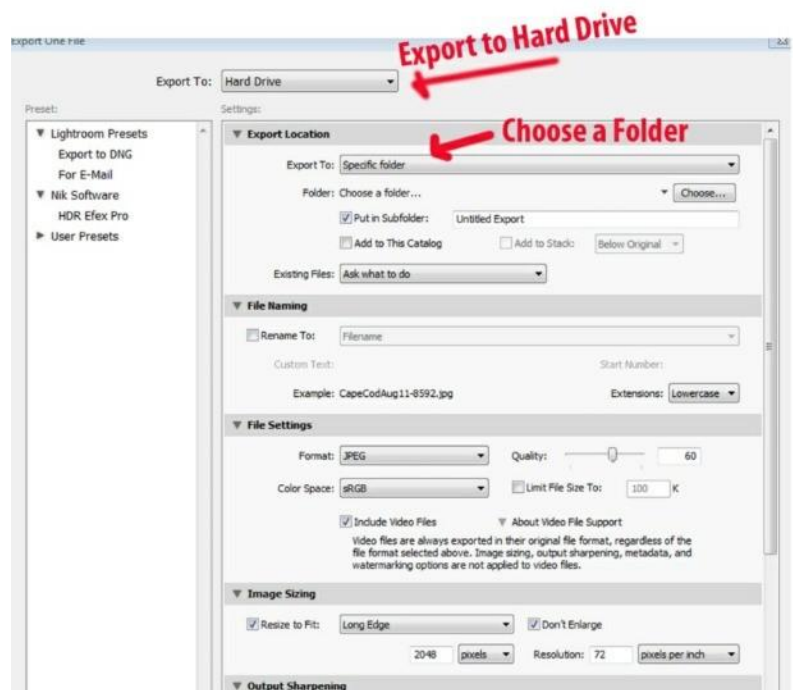 Export One File
Export to Hard Drive
Export To: Hard Drive
Preset:
Settings:
Lightroom Presets
Export to DNG
For E-Mail
Nik Software
HDR Efex Pro
User Presets
Export Location
Choose a Folder
Export To: Specific folder
Folder: Choose a folder... Choose...
Put in Subfolder: Untitled Export
Add to This Catalog Add to Stack: Below Original
Existing Files: Ask what to do
File Naming
Rename To: Filename
Custom Text: Start Number:
Example: CapeCodAug11-8592.jpg Extensions: Lowercase
File Settings
Format: JPEG Quality: 60
Color Space: sRGB Limit File Size To: 100 K
Include Video Files About Video File Support
Video files are always exported in their original file format, regardless of the
file format selected above. Image sizing, output sharpening, metadata, and
watermarking options are not applied to video files.
Image Sizing
Resize to Fit: Long Edge Don't Enlarge
2048 pixels Resolution: 72 pixels per inch
Output Sharpening